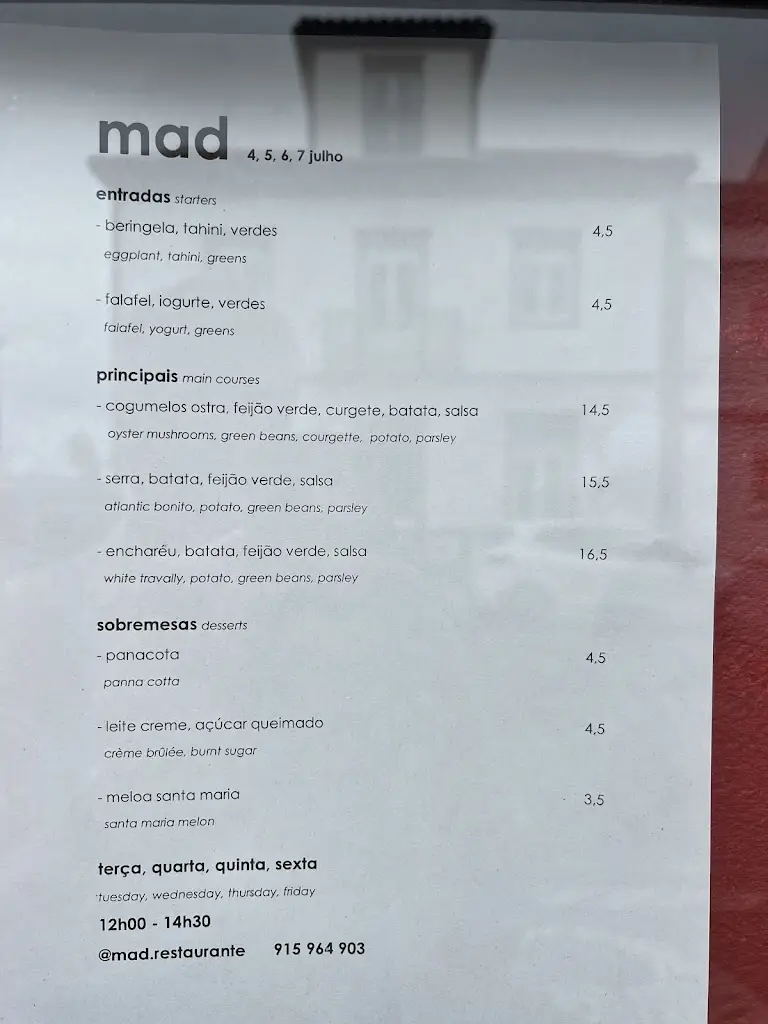 mad 4, 5, 6, 7 julho
entradas starters
- beringela, tahini, verdes 4,5
eggplant, tahini, greens
- falafel, iogurte, verdes 4,5
falafel, yogurt, greens
principais main courses
- cogumelos ostra, feijão verde, curgete, batata, salsa 14,5
oyster mushrooms, green beans, courgette, potato, parsley
- serra, batata, feijão verde, salsa 15,5
atlantic bonito, potato, green beans, parsley
- encharéu, batata, feijão verde, salsa 16,5
white travally, potato, green beans, parsley
sobremesas desserts
- panacota 4,5
panna cotta
- leite creme, açúcar queimado 4,5
crème brûlée, burnt sugar
- meloa santa maria 3,5
santa maria melon
terça, quarta, quinta, sexta
tuesday, wednesday, thursday, friday
12h00 - 14h30
@mad.restaurante 915 964 903